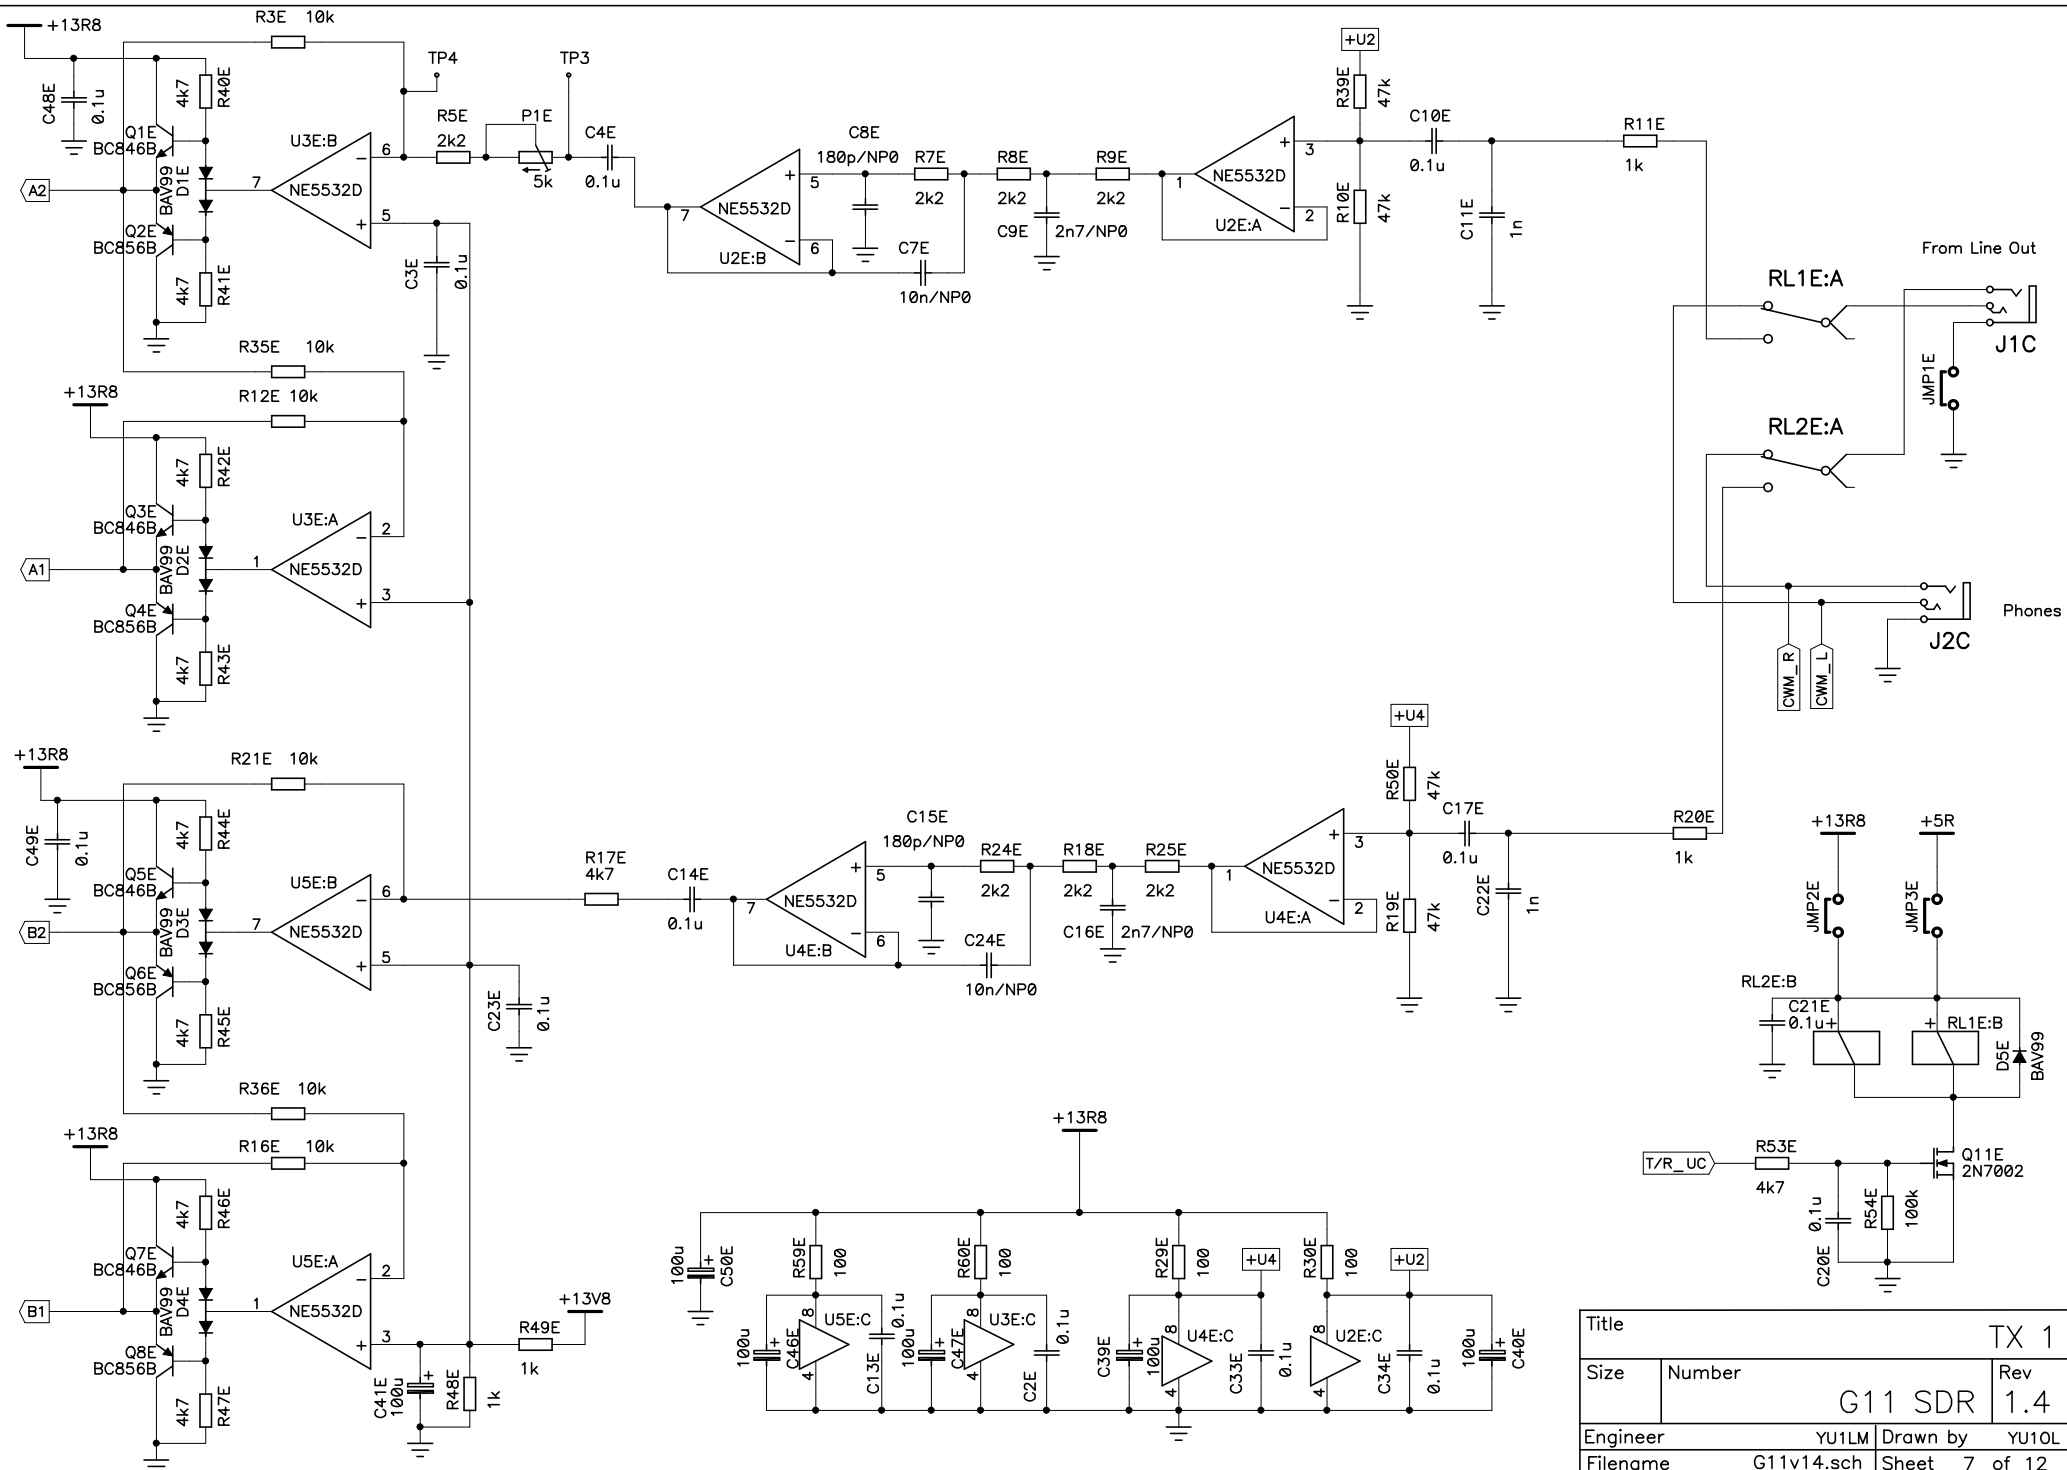 +13R8
R3E 10k
C48E
0.1u
4k7
R40E
Q1E
BC846B
BAV99
D1E
A2
Q2E
BC856B
4k7
R41E
U3E:B
NE5532D
6
7
5
TP4
TP3
R5E
2k2
P1E
5k
C4E
0.1u
C3E
0.1u
U2E:B
NE5532D
5
6
7
C8E
180p/NP0
R7E
2k2
R8E
2k2
R9E
2k2
C9E
2n7/NP0
C7E
10n/NP0
U2E:A
NE5532D
3
2
1
+U2
R39E
47k
R10E
47k
C10E
0.1u
C11E
1n
R11E
1k
From Line Out
RL1E:A
J1C
JMP1E
RL2E:A
Phones
J2C
CWM_R
CWM_L
R35E 10k
R12E 10k
+13R8
4k7
R42E
Q3E
BC846B
BAV99
D2E
A1
Q4E
BC856B
4k7
R43E
U3E:A
NE5532D
2
3
1
+13R8
R21E 10k
C49E
0.1u
4k7
R44E
Q5E
BC846B
BAV99
D3E
B2
Q6E
BC856B
4k7
R45E
U5E:B
NE5532D
6
5
7
C23E
0.1u
R17E
4k7
C14E
0.1u
U4E:B
NE5532D
5
6
7
C15E
180p/NP0
R24E
2k2
R18E
2k2
R25E
2k2
C16E
2n7/NP0
C24E
10n/NP0
U4E:A
NE5532D
3
2
1
+U4
R50E
47k
R19E
47k
C17E
0.1u
C22E
1n
R20E
1k
+13R8
+5R
JMP2E
JMP3E
RL2E:B
C21E
0.1u
+
+
RL1E:B
D5E
BAV99
T/R_UC
R53E
4k7
Q11E
2N7002
0.1u
C20E
R54E
100k
R36E 10k
R16E 10k
+13R8
4k7
R46E
Q7E
BC846B
BAV99
D4E
B1
Q8E
BC856B
4k7
R47E
U5E:A
NE5532D
2
3
1
+13V8
R49E
1k
C41E
100u
+
R48E
1k
+13R8
100u
+
C50E
R59E
100
100u
+
C46E
8
4
U5E:C
C13E
0.1u
R60E
100
100u
+
C47E
8
4
U3E:C
C2E
0.1u
R29E
100
C39E
+
100u
8
4
U4E:C
+U4
C33E
0.1u
R30E
100
8
4
U2E:C
+U2
C34E
0.1u
100u
+
C40E
Title
TX 1
Size Number Rev
G11 SDR 1.4
Engineer YU1LM Drawn by YU1OL
Filename G11v14.sch Sheet 7 of 12